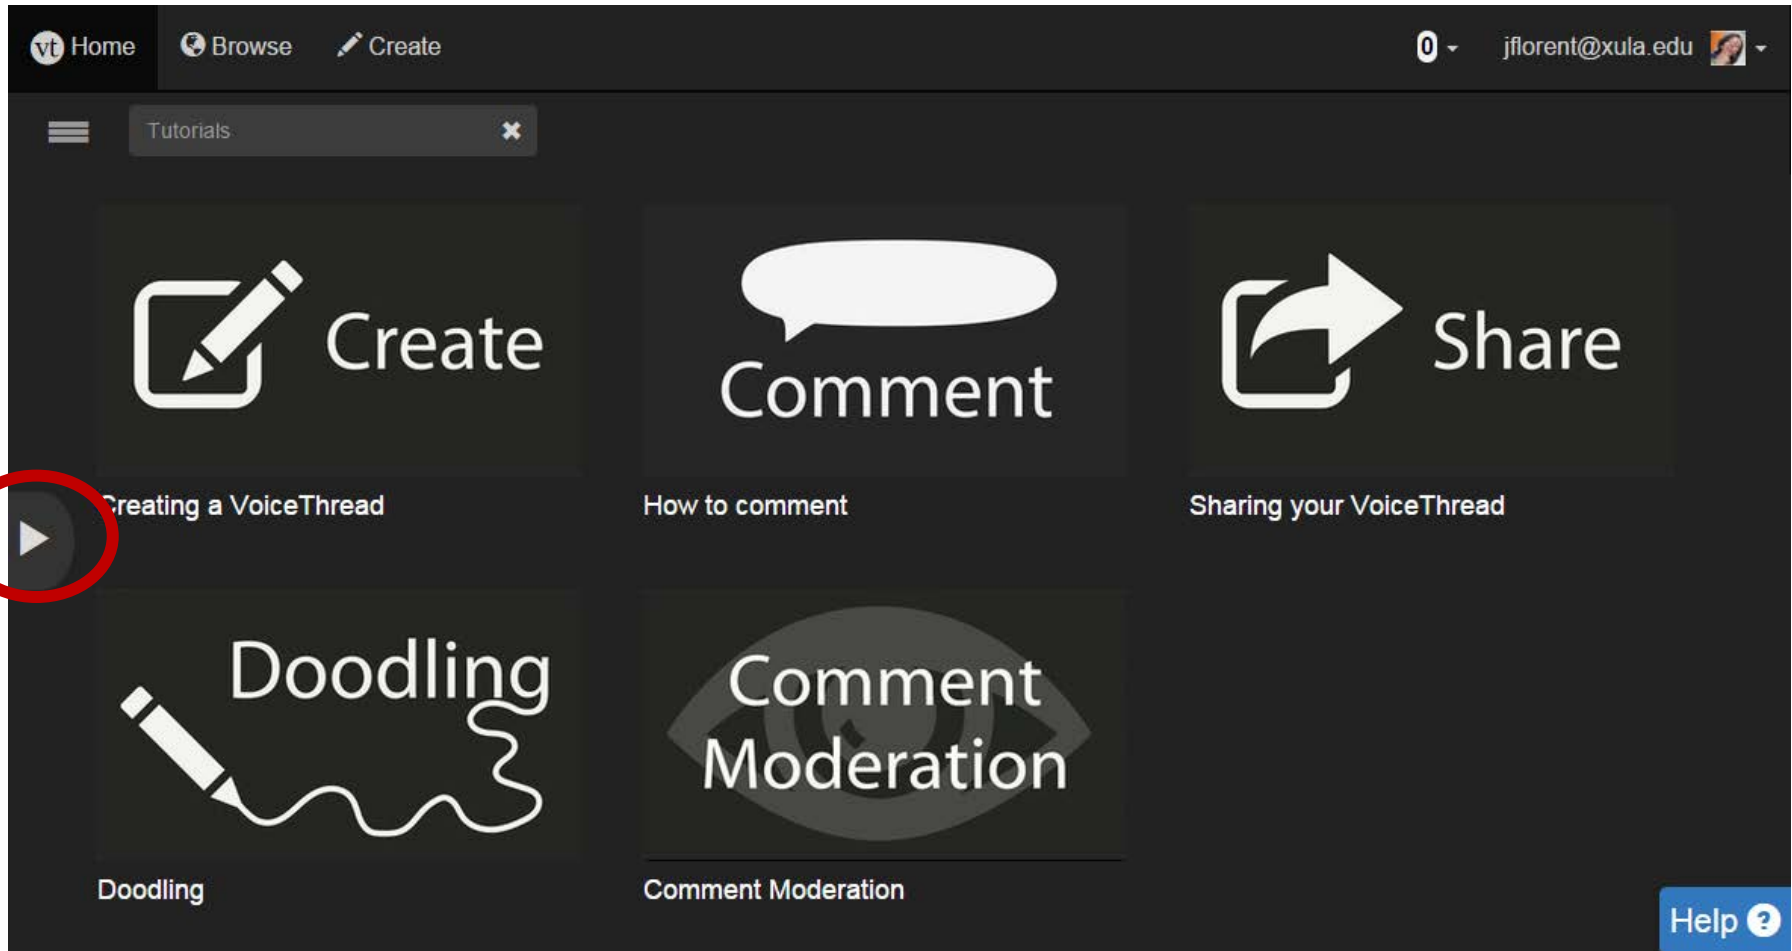 vt Home Browse Create 0 jflorent@xula.edu
Tutorials
Create
Comment
Share
Creating a VoiceThread
How to comment
Sharing your VoiceThread
Doodling
Comment
Moderation
Doodling
Comment Moderation
Help ?